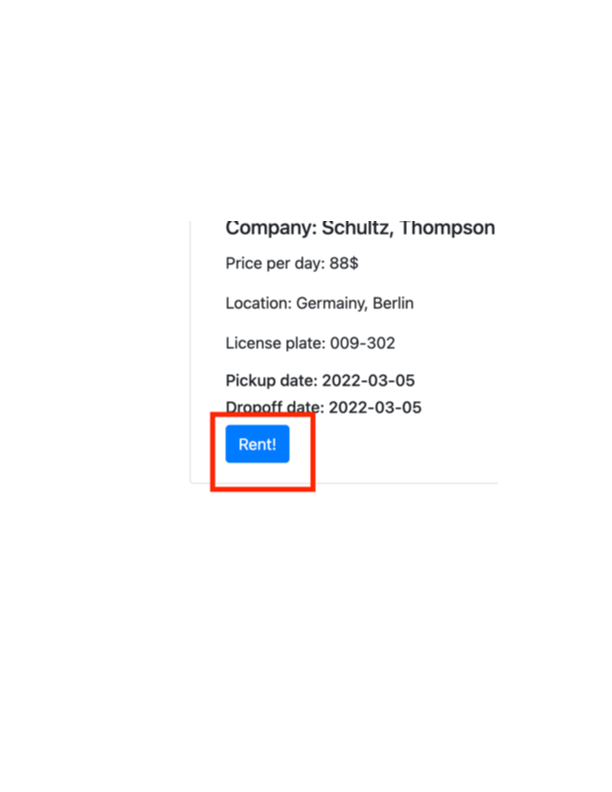 Company: Schultz, Thompson
Price per day: 88$
Location: Germainy, Berlin
License plate: 009-302
Pickup date: 2022-03-05
Dropoff date: 2022-03-05
Rent!